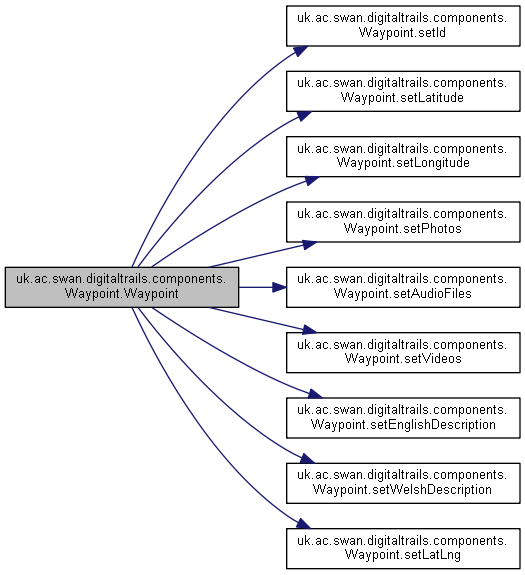 uk.ac.swan.digitaltrails.components.
Waypoint.setId
uk.ac.swan.digitaltrails.components.
Waypoint.setLatitude
uk.ac.swan.digitaltrails.components.
Waypoint.setLongitude
uk.ac.swan.digitaltrails.components.
Waypoint.setPhotos
uk.ac.swan.digitaltrails.components.
Waypoint.Waypoint
uk.ac.swan.digitaltrails.components.
Waypoint.setAudioFiles
uk.ac.swan.digitaltrails.components.
Waypoint.setVideos
uk.ac.swan.digitaltrails.components.
Waypoint.setEnglishDescription
uk.ac.swan.digitaltrails.components.
Waypoint.setWelshDescription
uk.ac.swan.digitaltrails.components.
Waypoint.setLatLng